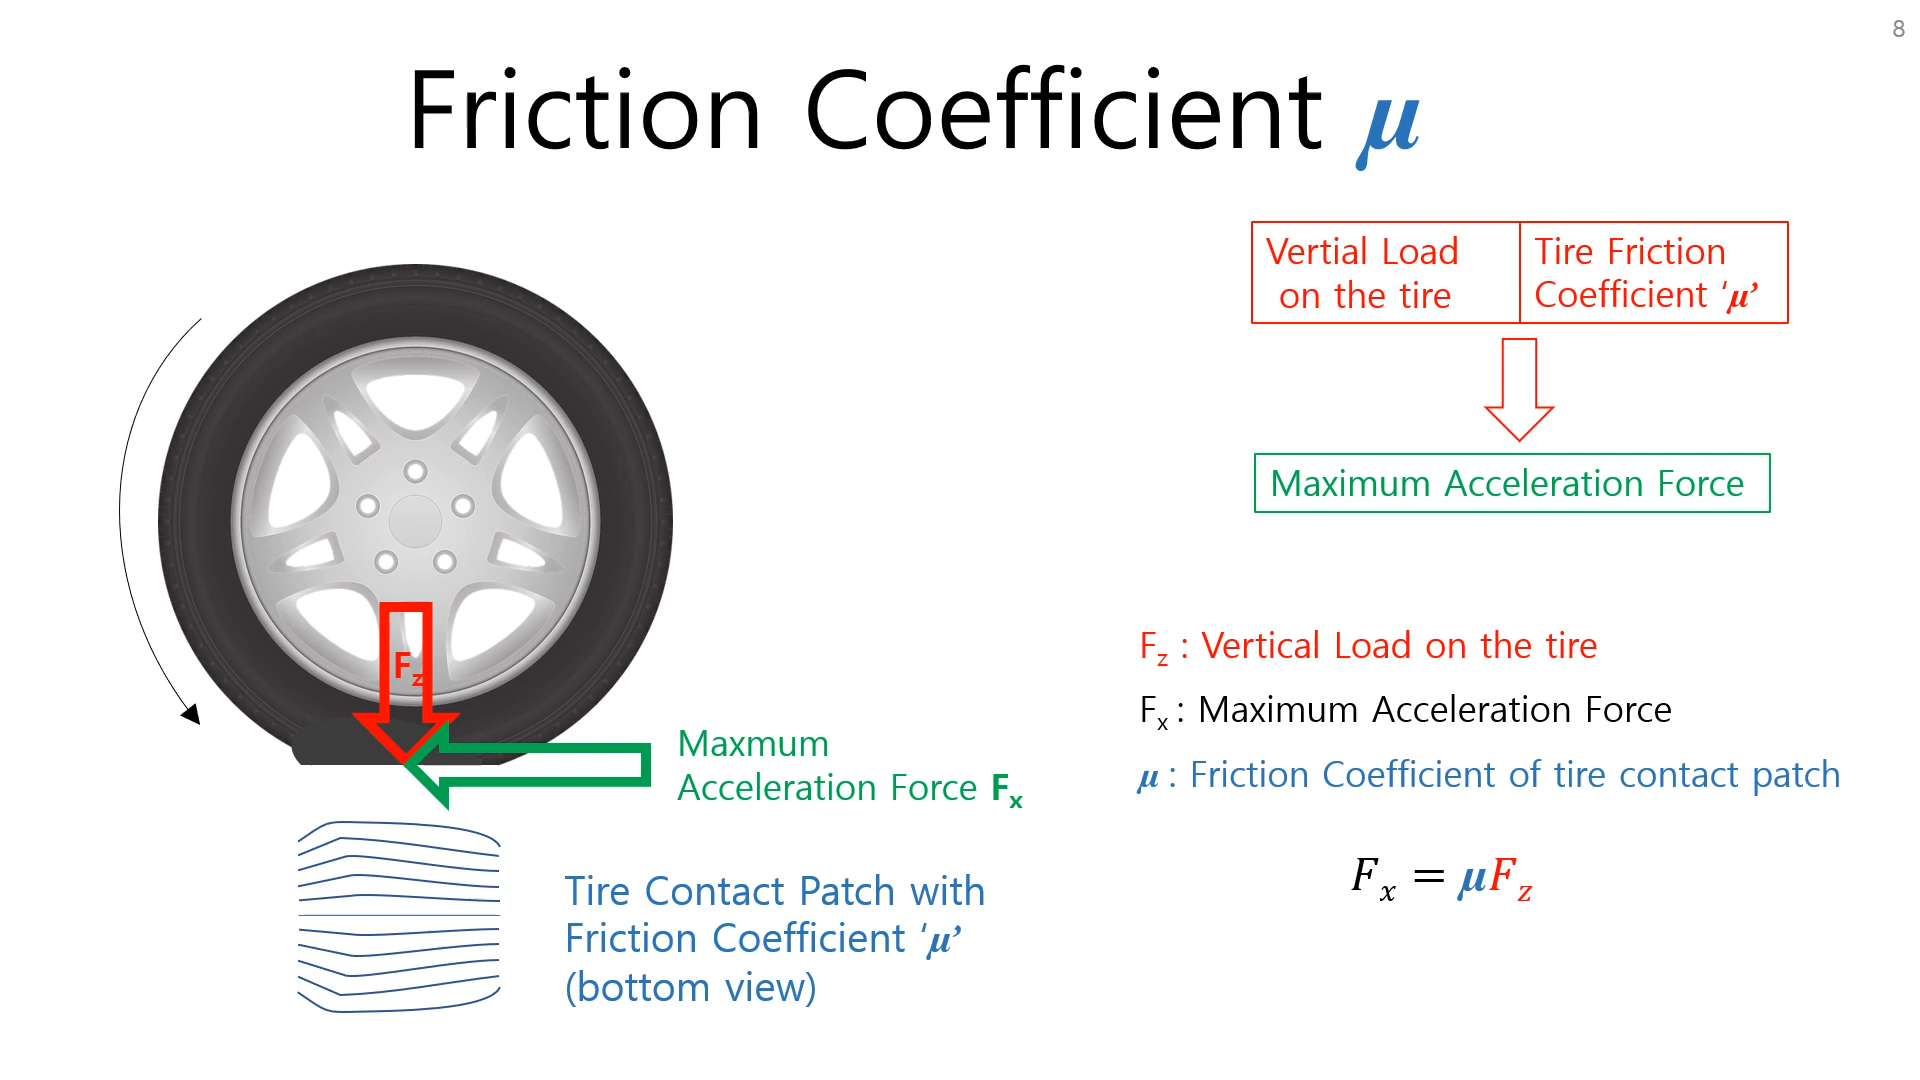 8
Friction Coefficient μ
Vertial Load
on the tire
Tire Friction
Coefficient ‘μ’
Maximum Acceleration Force
Fz
Maxmum
Acceleration Force Fx
Tire Contact Patch with
Friction Coefficient ‘μ’
(bottom view)
Fz : Vertical Load on the tire
Fx : Maximum Acceleration Force
μ : Friction Coefficient of tire contact patch
Fx = μFz